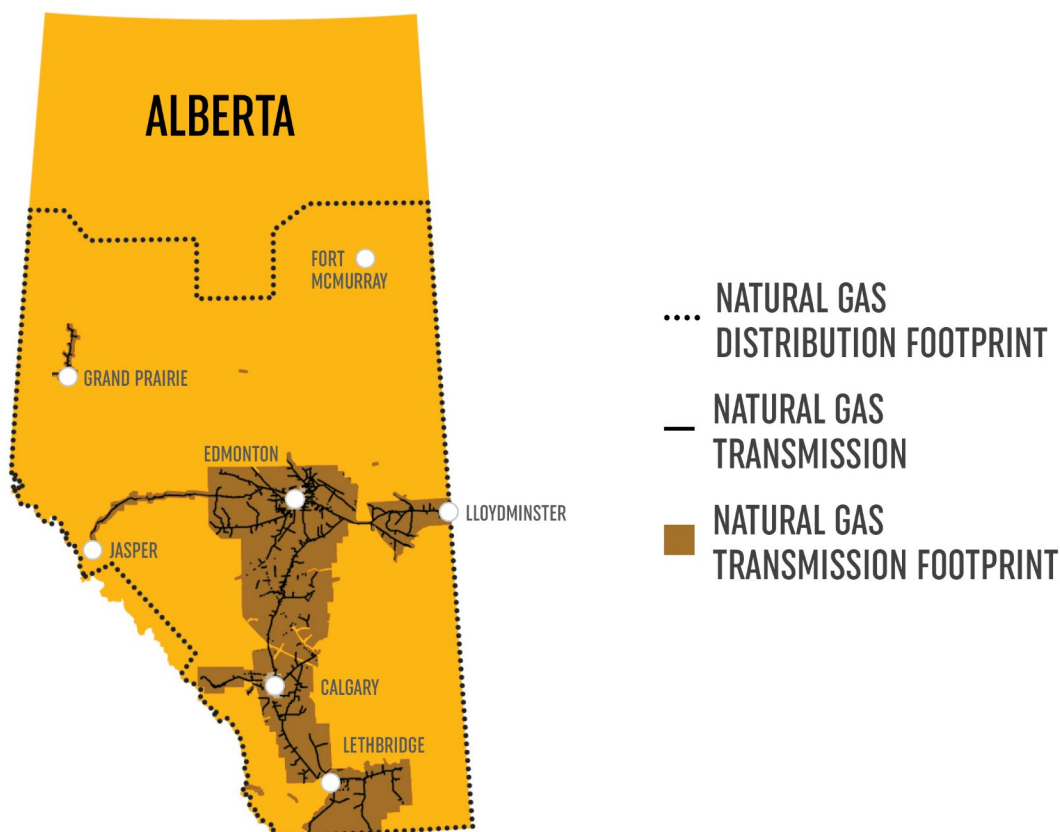 ALBERTA
FORT
MCMURRAY
GRAND PRAIRIE
EDMONTON
LLOYDMINSTER
JASPER
CALGARY
LETHBRIDGE
NATURAL GAS
DISTRIBUTION FOOTPRINT
NATURAL GAS
TRANSMISSION
NATURAL GAS
TRANSMISSION FOOTPRINT